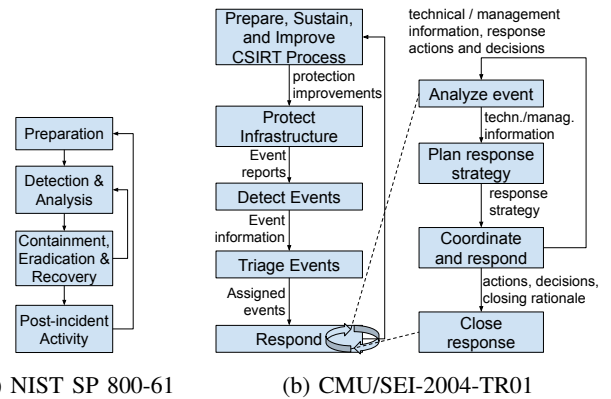 Preparation
Detection &
Analysis
Containment,
Eradication &
Recovery
Post-incident
Activity
) NIST SP 800-61
Prepare, Sustain,
and Improve
CSIRT Process
protection
improvements
Protect
Infrastructure
Event
reports
Detect Events
Event
information
Triage Events
Assigned
events
Respond
technical / management
information, response
actions and decisions
Analyze event
techn./manag.
information
Plan response
strategy
response
strategy
Coordinate
and respond
actions, decisions,
closing rationale
Close
response
(b) CMU/SEI-2004-TR01